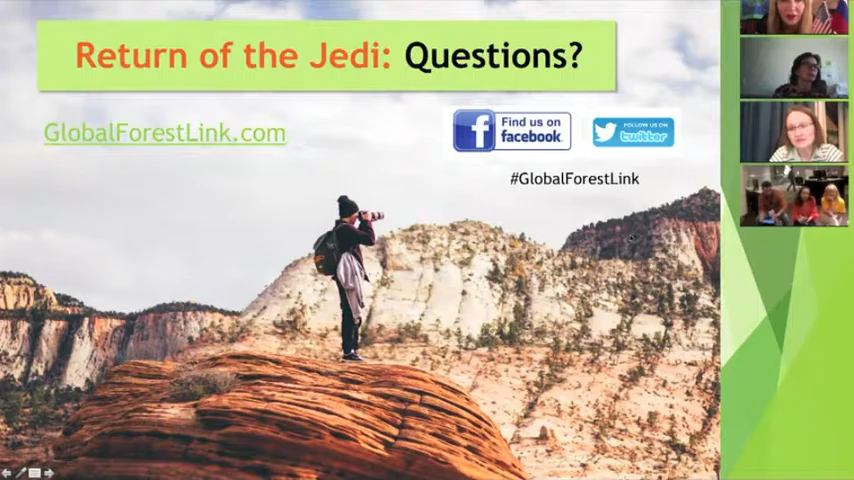 Return of the Jedi: Questions?
GlobalForestLink.com
Find us on
facebook.
FOLLOW US ON
twitter
#GlobalForestLink